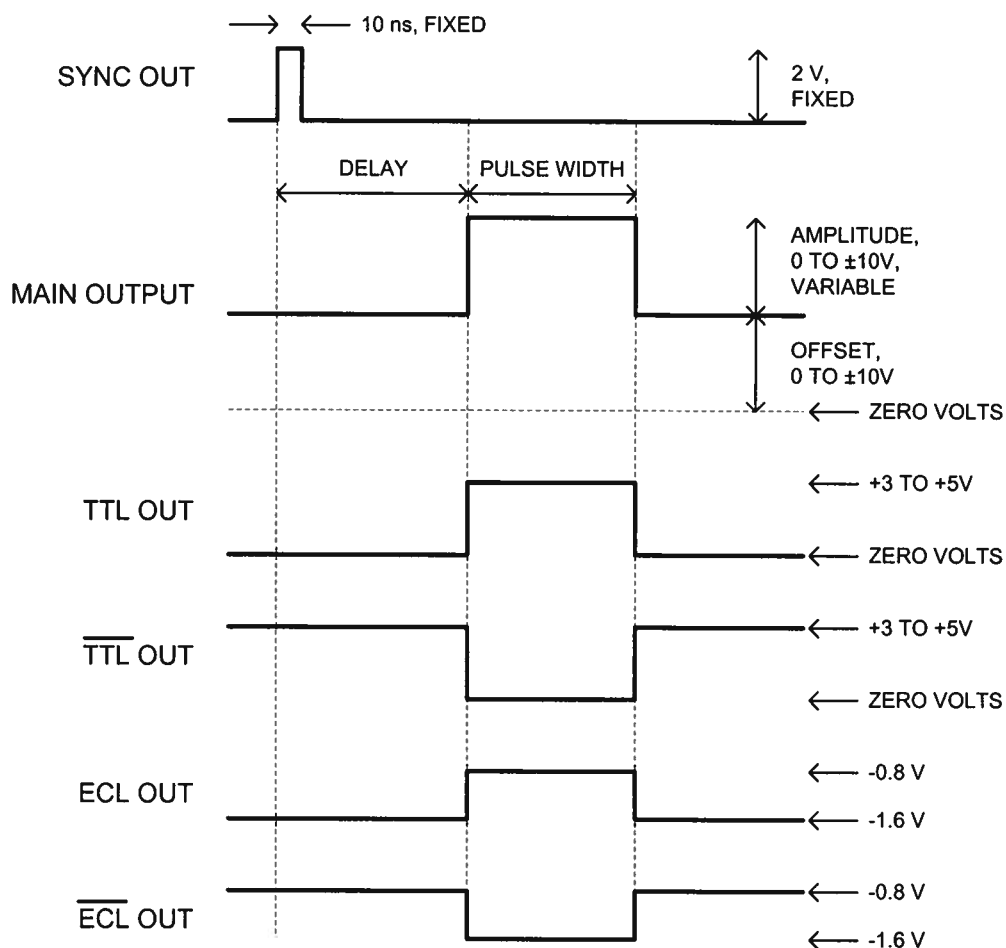 10 ns, FIXED
SYNC OUT
2 V,
FIXED
DELAY
PULSE WIDTH
MAIN OUTPUT
AMPLITUDE,
0 TO ±10V,
VARIABLE
OFFSET,
0 TO ±10V
ZERO VOLTS
TTL OUT
+3 TO +5V
ZERO VOLTS
T̅T̅L̅ OUT
+3 TO +5V
ZERO VOLTS
ECL OUT
-0.8 V
-1.6 V
E̅C̅L̅ OUT
-0.8 V
-1.6 V